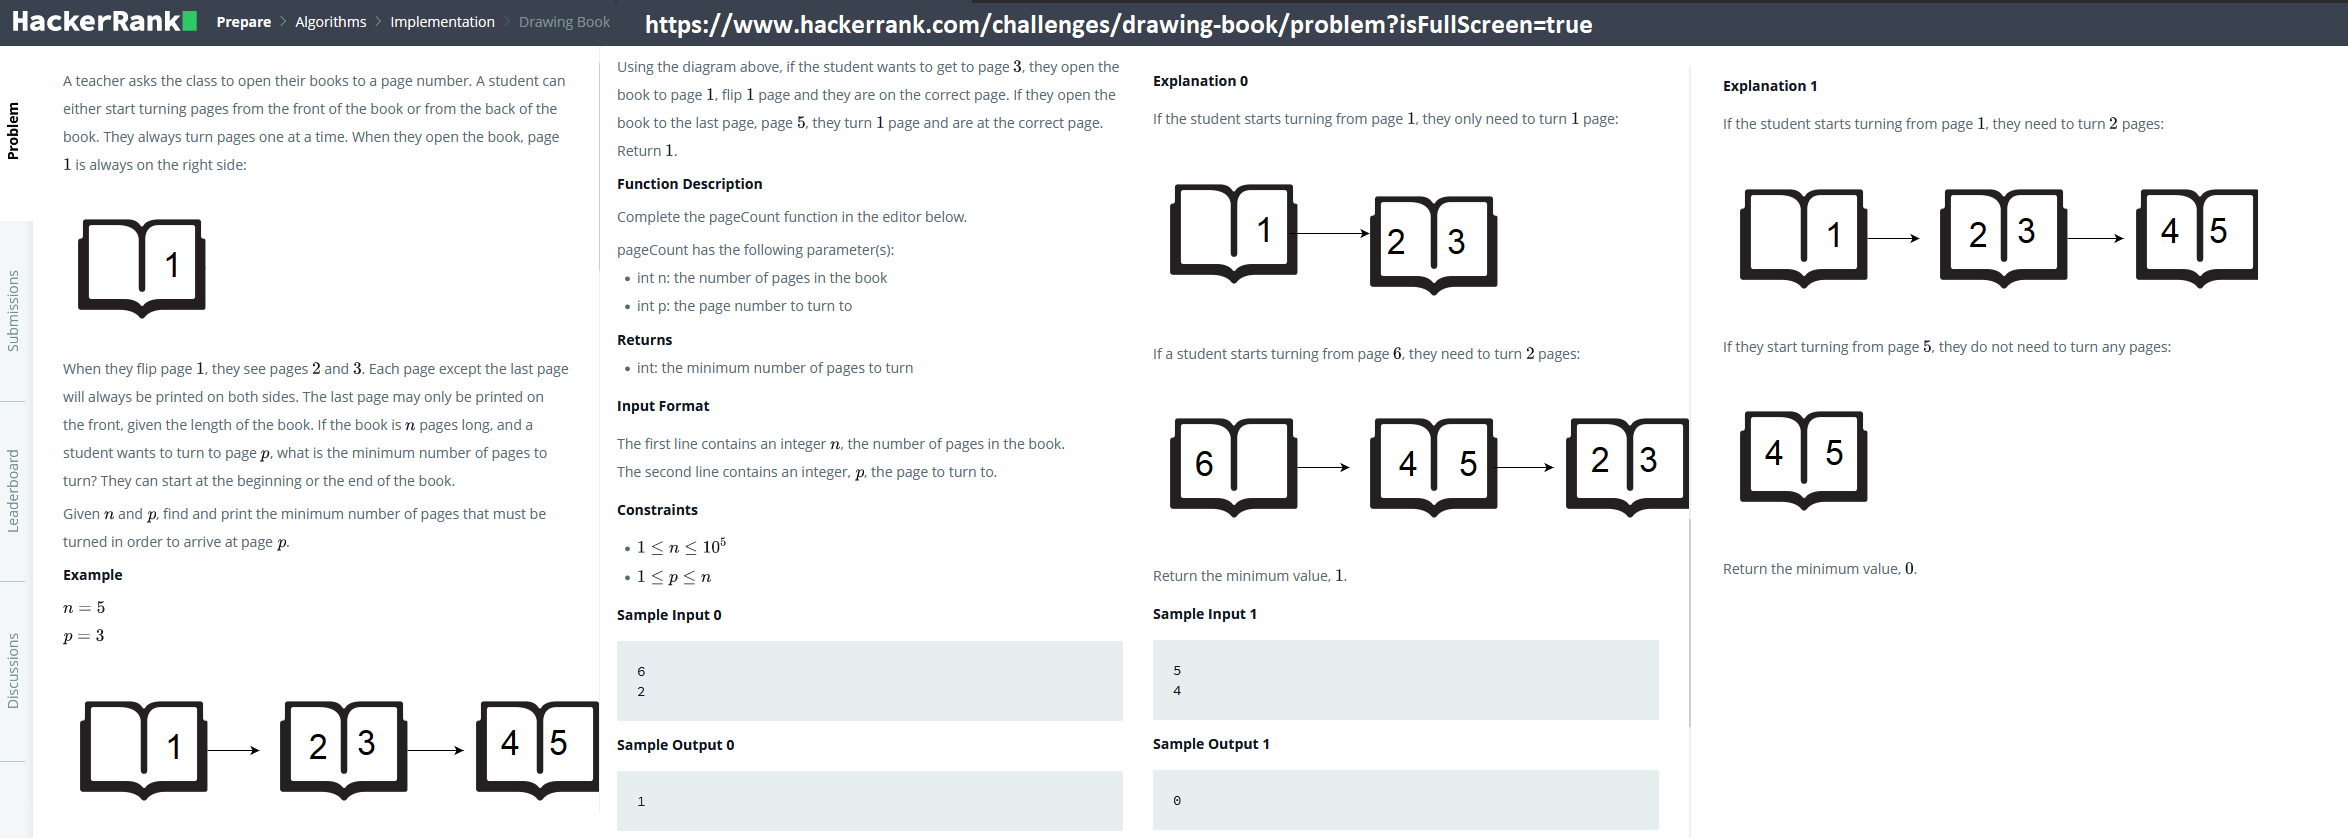 HackerRank
Prepare > Algorithms > Implementation > Drawing Book
https://www.hackerrank.com/challenges/drawing-book/problem?isFullScreen=true
Problem
Submissions
Leaderboard
Discussions
A teacher asks the class to open their books to a page number. A student can
either start turning pages from the front of the book or from the back of the
book. They always turn pages one at a time. When they open the book, page
1 is always on the right side:
1
When they flip page 1, they see pages 2 and 3. Each page except the last page
will always be printed on both sides. The last page may only be printed on
the front, given the length of the book. If the book is n pages long, and a
student wants to turn to page p, what is the minimum number of pages to
turn? They can start at the beginning or the end of the book.
Given n and p, find and print the minimum number of pages that must be
turned in order to arrive at page p.
Example
n = 5
p = 3
1 2 3 4 5
Using the diagram above, if the student wants to get to page 3, they open the
book to page 1, flip 1 page and they are on the correct page. If they open the
book to the last page, page 5, they turn 1 page and are at the correct page.
Return 1.
Function Description
Complete the pageCount function in the editor below.
pageCount has the following parameter(s):
• int n: the number of pages in the book
• int p: the page number to turn to
Returns
• int: the minimum number of pages to turn
Input Format
The first line contains an integer n, the number of pages in the book.
The second line contains an integer, p, the page to turn to.
Constraints
• 1 ≤ n ≤ 10⁵
• 1 ≤ p ≤ n
Sample Input 0
6
2
Sample Output 0
1
Explanation 0
If the student starts turning from page 1, they only need to turn 1 page:
1 2 3
If a student starts turning from page 6, they need to turn 2 pages:
6 4 5 2 3
Return the minimum value, 1.
Sample Input 1
5
4
Sample Output 1
0
Explanation 1
If the student starts turning from page 1, they need to turn 2 pages:
1 2 3 4 5
If they start turning from page 5, they do not need to turn any pages:
4 5
Return the minimum value, 0.